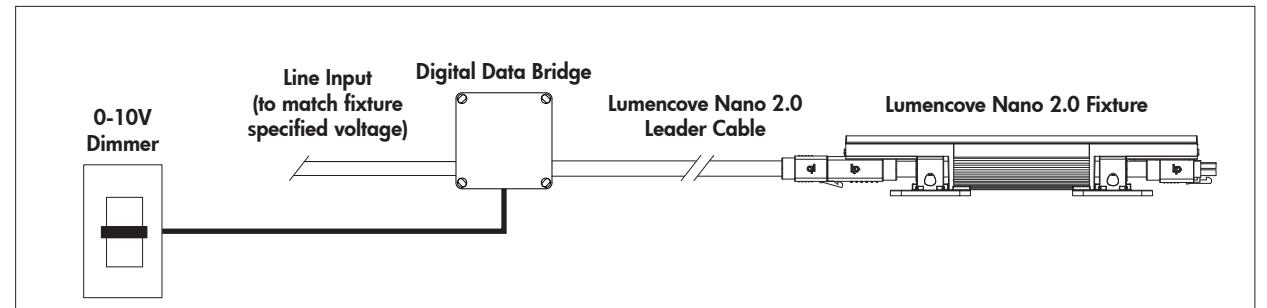 0-10V
Dimmer
Line Input
(to match fixture
specified voltage)
Digital Data Bridge
Lumencove Nano 2.0
Leader Cable
Lumencove Nano 2.0 Fixture